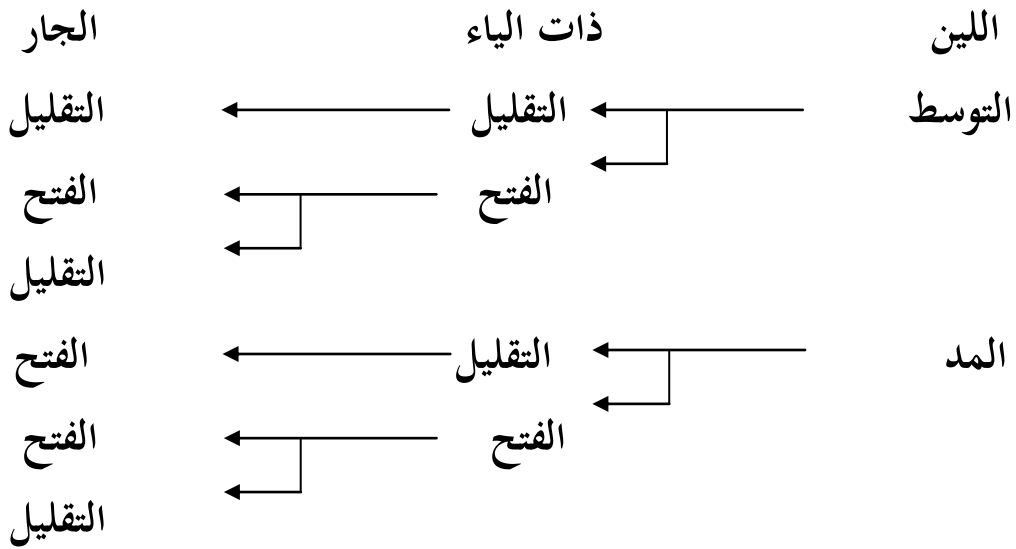 اللين ذات الياء الجار
التوسط التقليل التقليل
الفتح الفتح
التقليل
المد التقليل الفتح
الفتح الفتح
التقليل